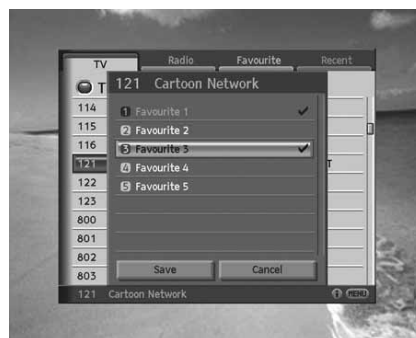 TV Radio Favourite Recent
T
121 Cartoon Network
114
1 Favourite 1
115
2 Favourite 2
116
3 Favourite 3
121 T
4 Favourite 4
122
5 Favourite 5
123
800
801
802
Save Cancel
803
121 Cartoon Network i MENU